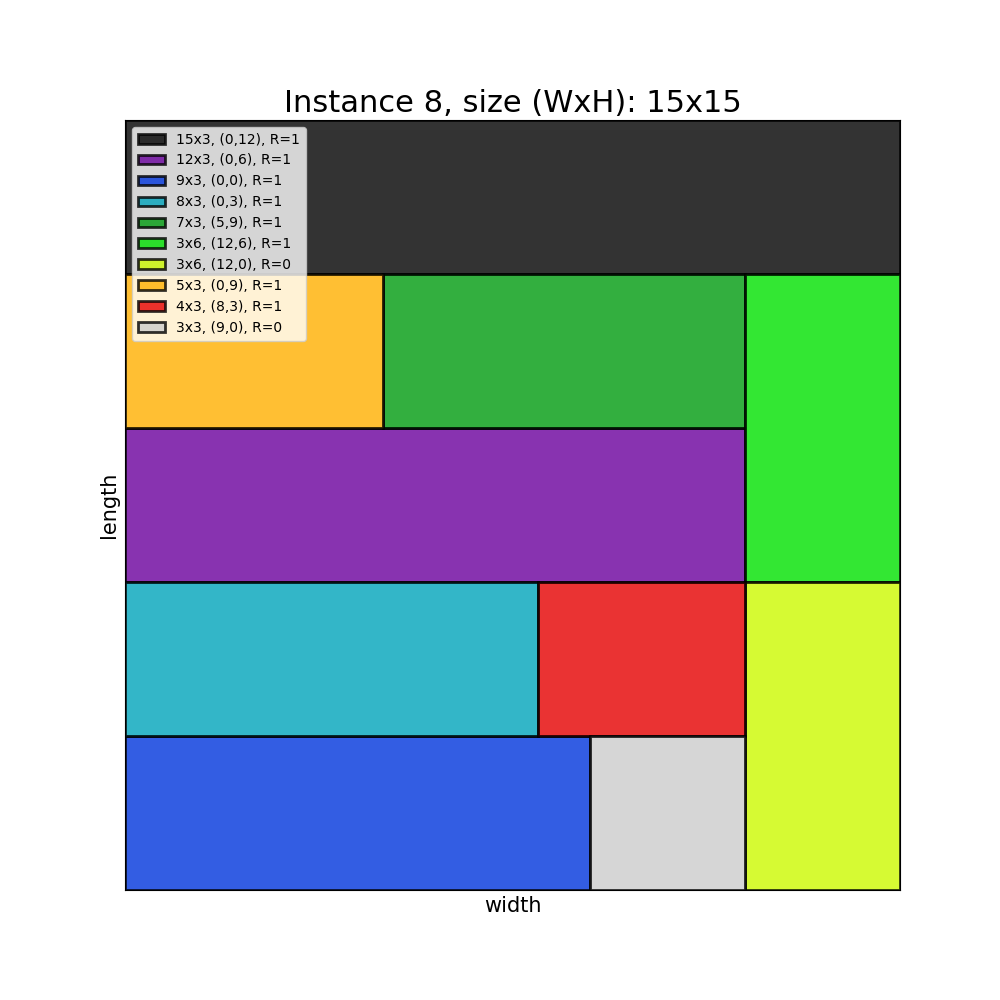 Instance 8, size (WxH): 15x15
15x3, (0,12), R=1
12x3, (0,6), R=1
9x3, (0,0), R=1
8x3, (0,3), R=1
7x3, (5,9), R=1
3x6, (12,6), R=1
3x6, (12,0), R=0
5x3, (0,9), R=1
4x3, (8,3), R=1
3x3, (9,0), R=0
length
width